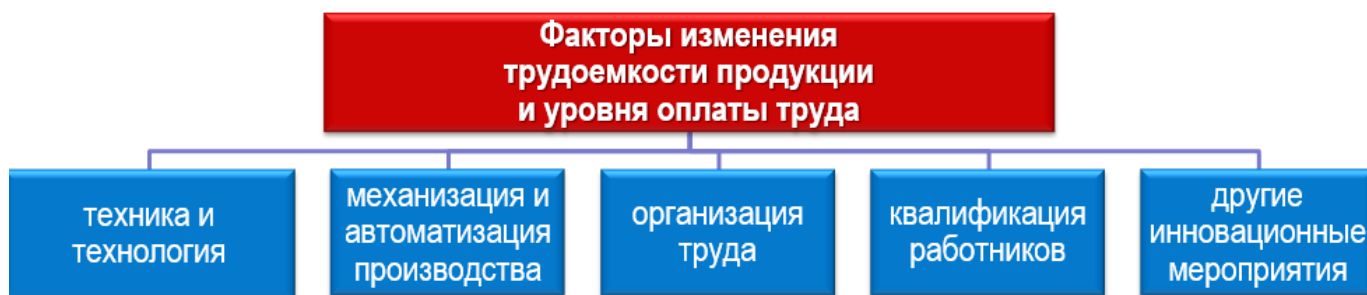 Факторы изменения
трудоемкости продукции
и уровня оплаты труда
техника и
технология
механизация и
автоматизация
производства
организация
труда
квалификация
работников
другие
инновационные
мероприятия